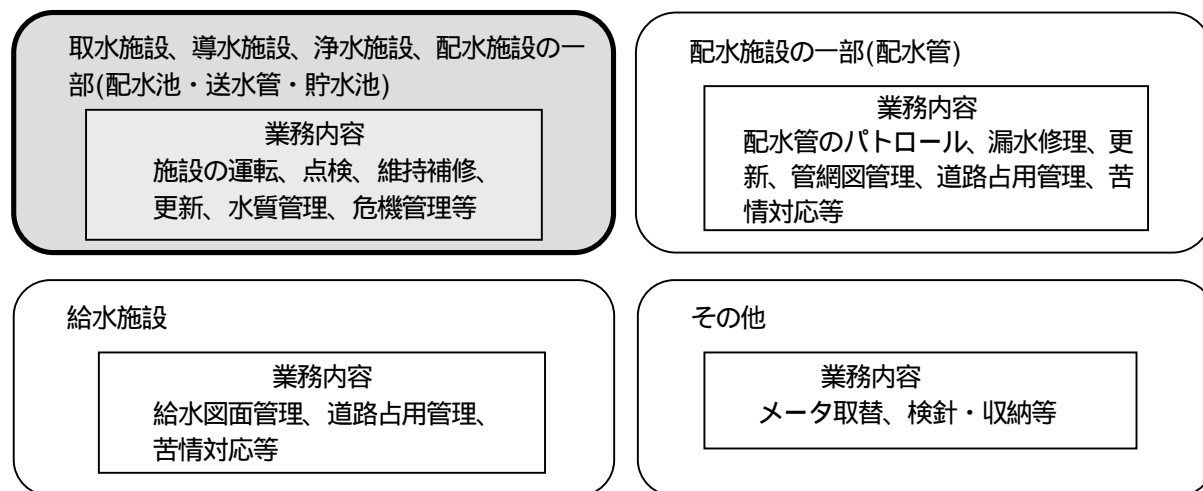 取水施設、導水施設、浄水施設、配水施設の一
部(配水池・送水管・貯水池)
業務内容
施設の運転、点検、維持補修、
更新、水質管理、危機管理等
配水施設の一部(配水管)
業務内容
配水管のパトロール、漏水修理、更
新、管網図管理、道路占用管理、苦
情対応等
給水施設
業務内容
給水図面管理、道路占用管理、
苦情対応等
その他
業務内容
メータ取替、検針・収納等